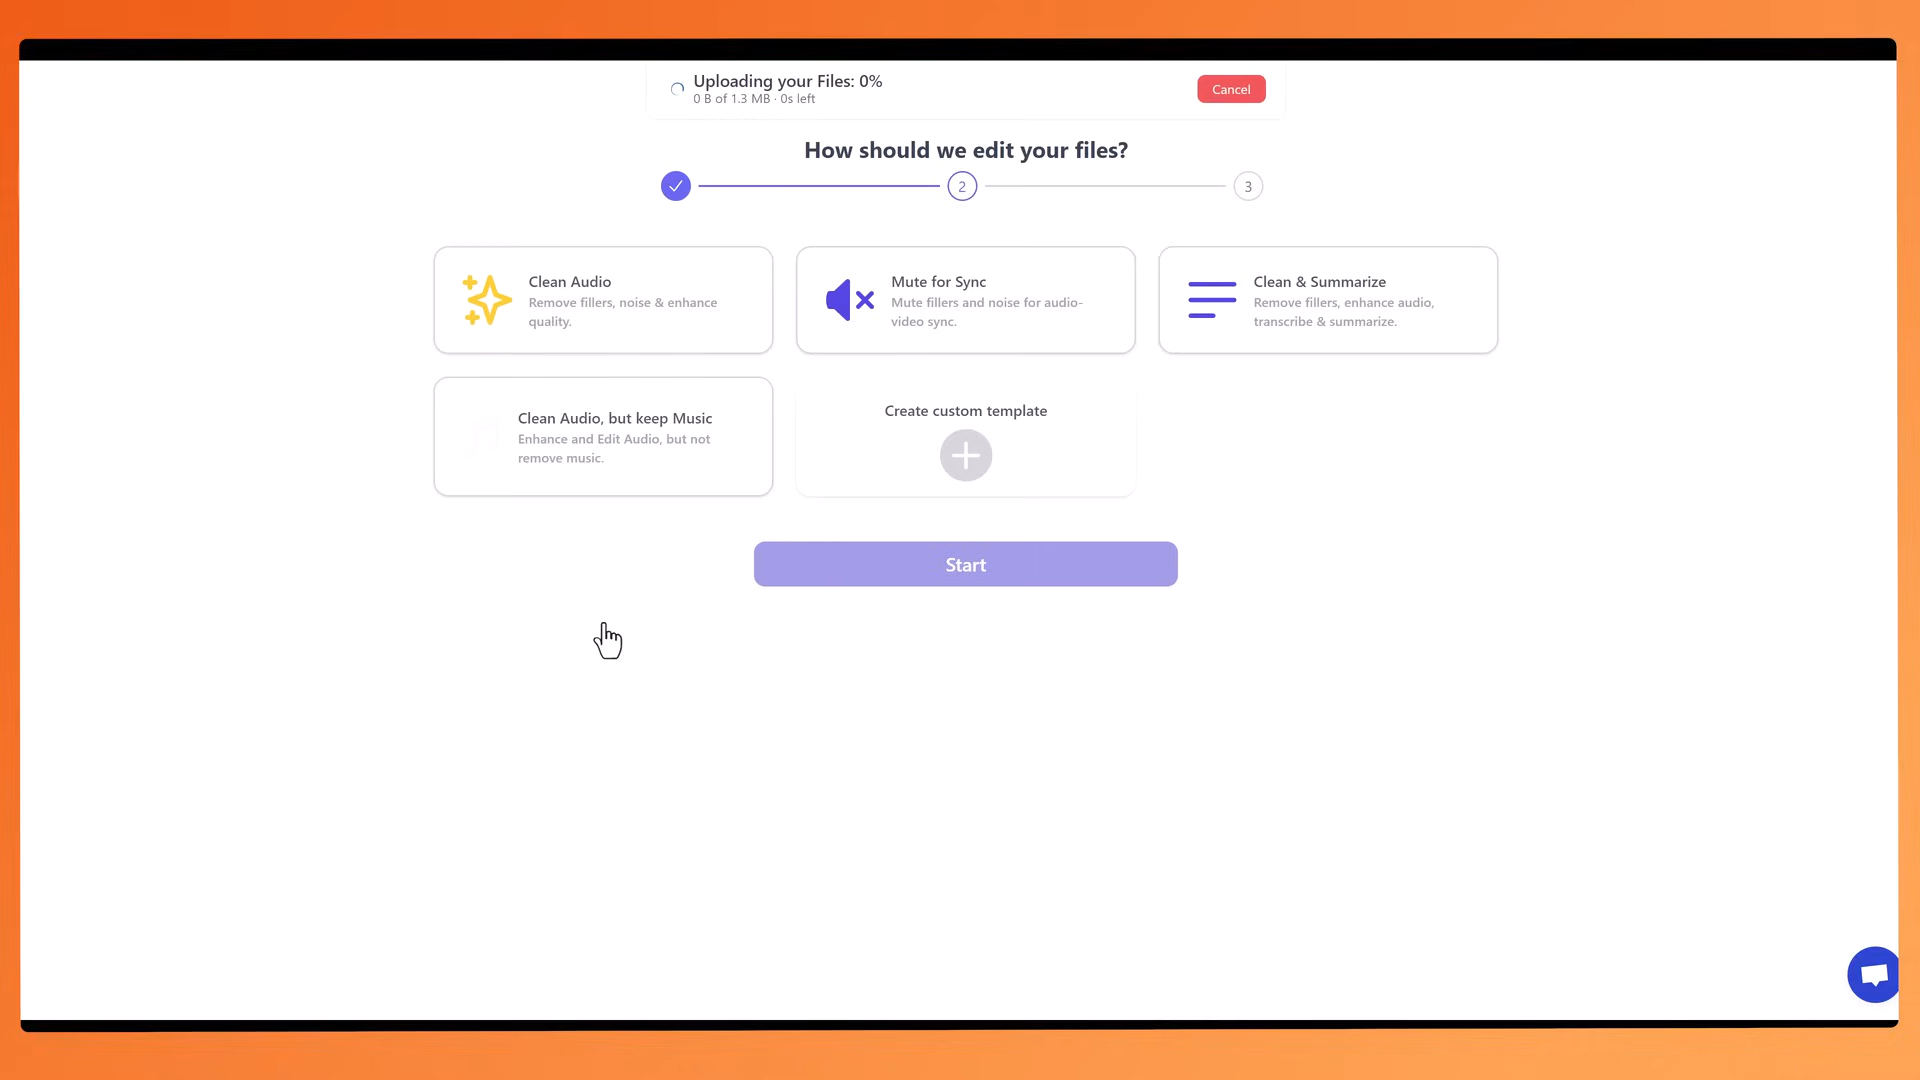 Uploading your Files: 0%
0 B of 1.3 MB · 0s left
Cancel
How should we edit your files?
2
3
Clean Audio
Remove fillers, noise & enhance
quality.
Mute for Sync
Mute fillers and noise for audio-
video sync.
Clean & Summarize
Remove fillers, enhance audio,
transcribe & summarize.
Clean Audio, but keep Music
Enhance and Edit Audio, but not
remove music.
Create custom template
Start